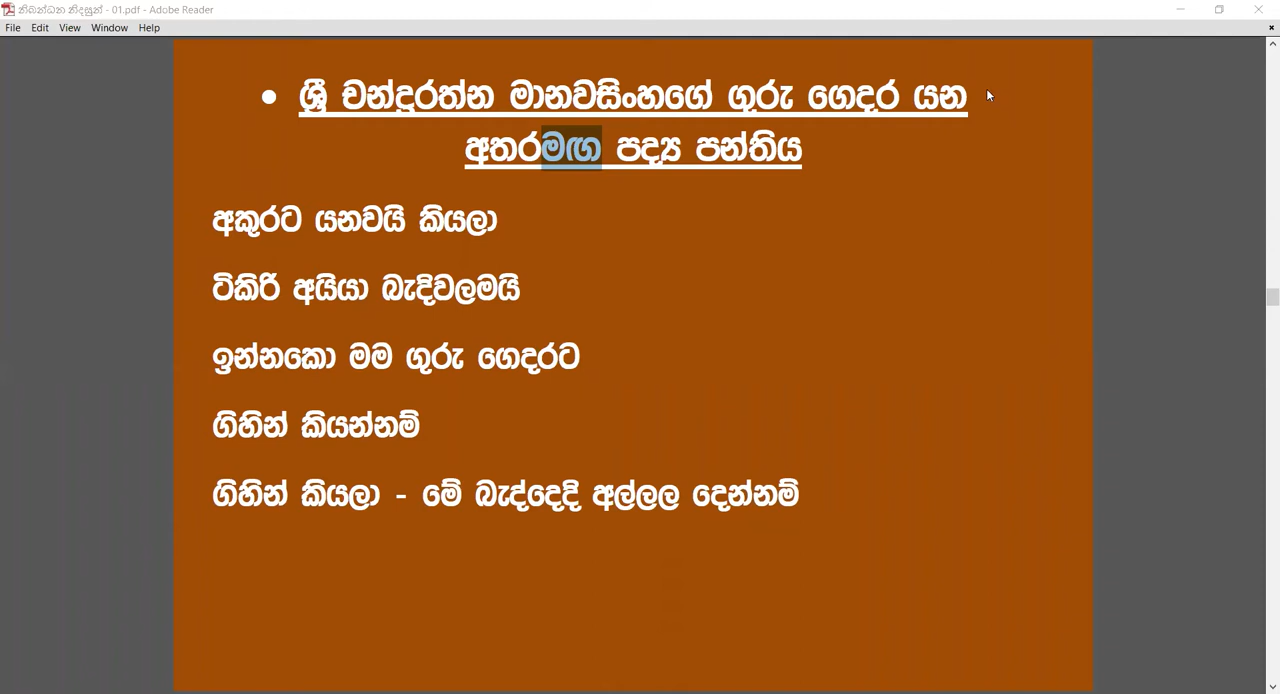 නිබන්ධන නිදසුන් - 01.pdf - Adobe Reader
File Edit View Window Help
● ශ්‍රී චන්ද්‍රරත්න මානවසිංහගේ ගුරු ගෙදර යන
අතරමඟ පද්‍ය පන්තිය
අකුරට යනවයි කියලා
ටිකිරි අයියා බැදිවලමයි
ඉන්නකො මම ගුරු ගෙදරට
ගිහින් කියන්නම්
ගිහින් කියලා - මේ බැද්දෙදි අල්ලල දෙන්නම්